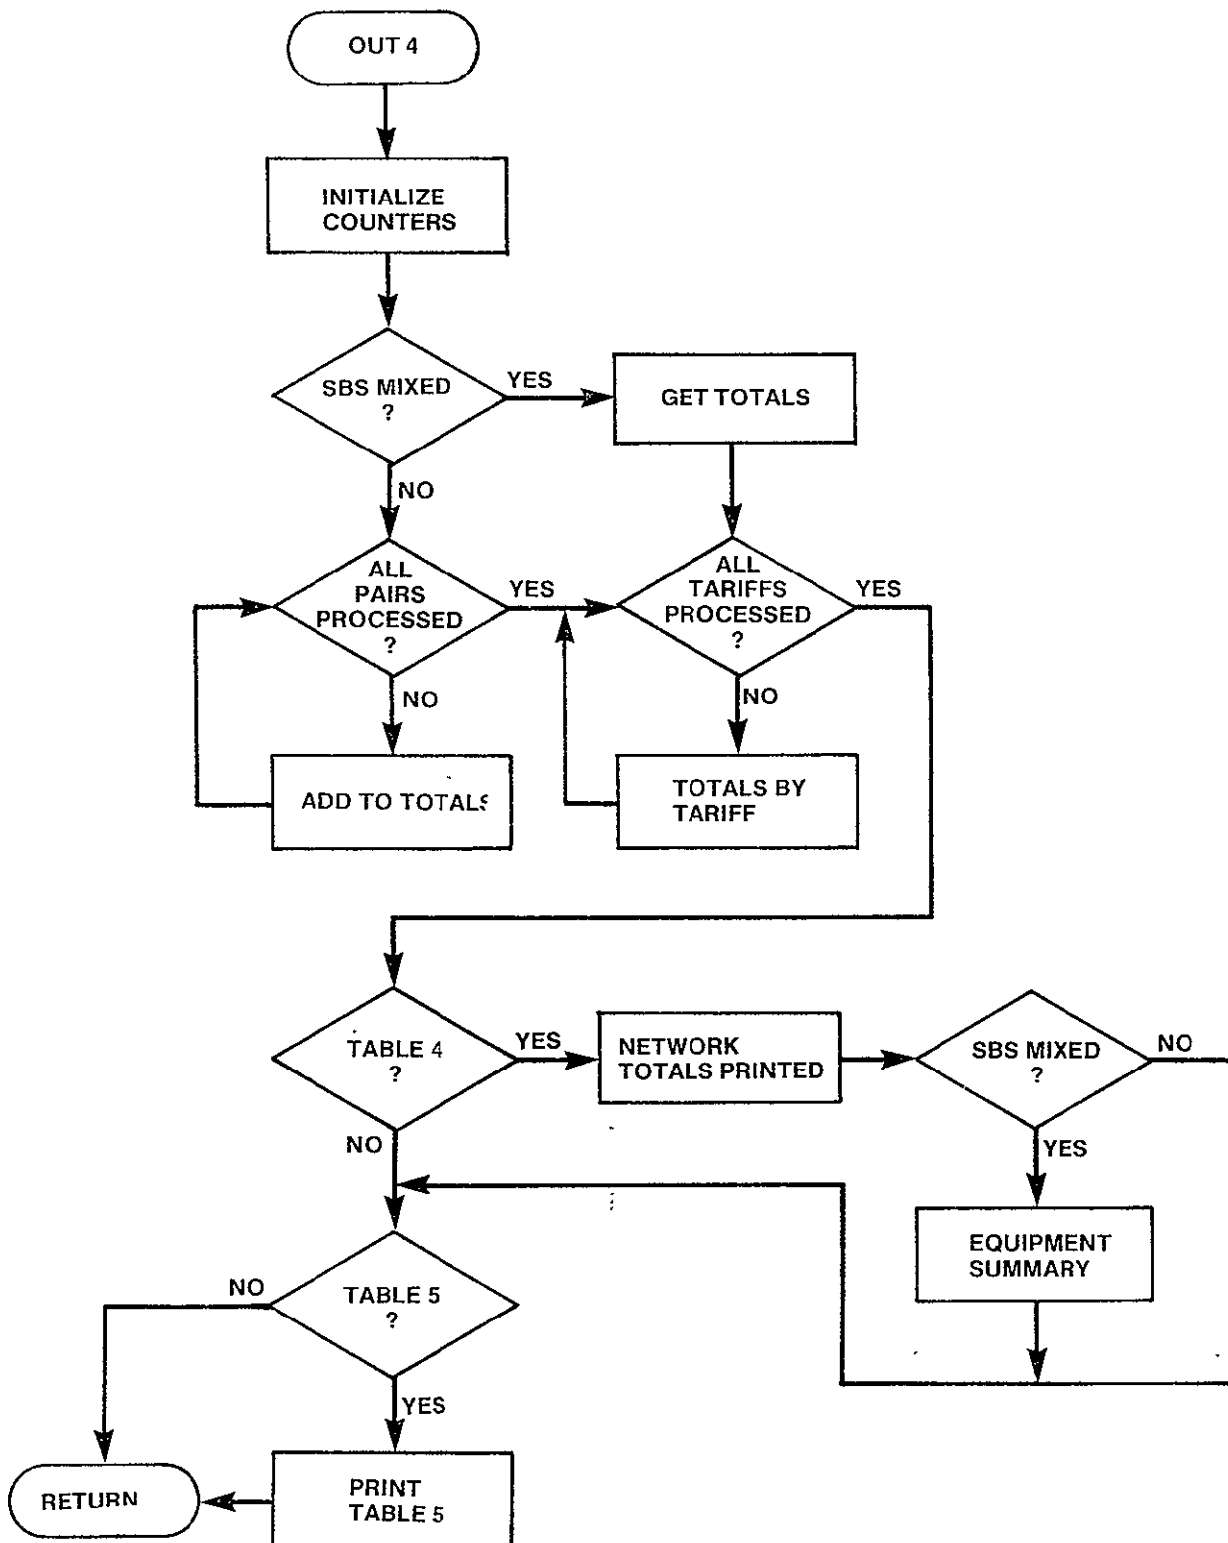 OUT 4
INITIALIZE
COUNTERS
SBS MIXED
?
YES
GET TOTALS
NO
ALL
PAIRS
PROCESSED
?
YES
ALL
TARIFFS
PROCESSED
?
YES
NO
NO
ADD TO TOTALS
TOTALS BY
TARIFF
TABLE 4
?
YES
NETWORK
TOTALS PRINTED
SBS MIXED
?
NO
NO
YES
EQUIPMENT
SUMMARY
TABLE 5
?
NO
YES
PRINT
TABLE 5
RETURN